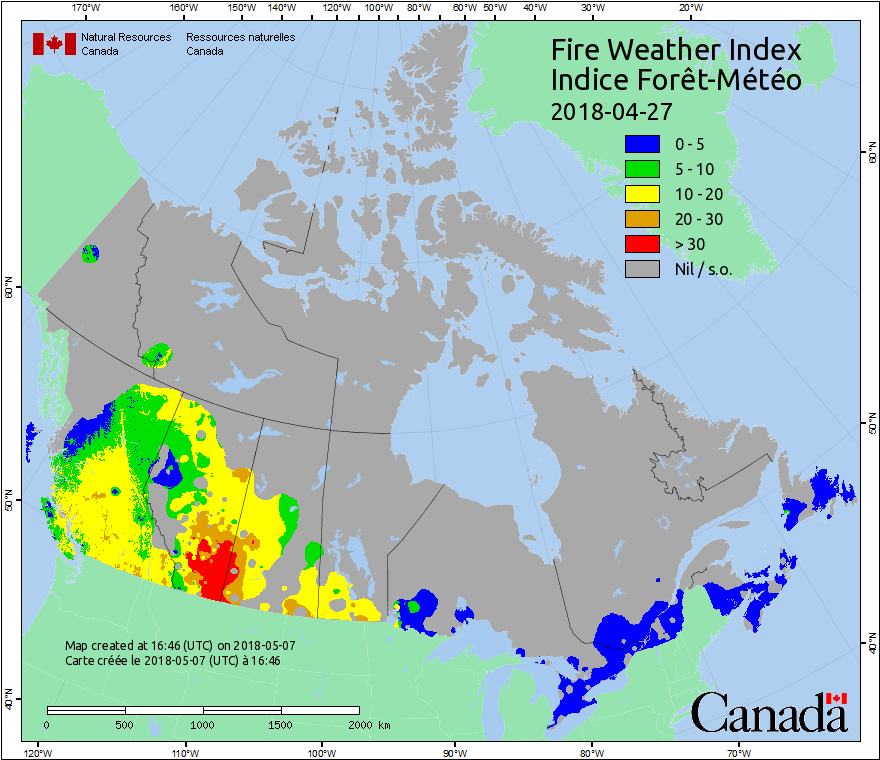 170°W 160°W 150°W 140°W 130°W 120°W 110°W 100°W 90°W 80°W 60°W 50°W 40°W 30°W 20°W
Natural Resources Canada
Ressources naturelles Canada
Fire Weather Index
Indice Forêt-Météo
2018-04-27
0 - 5
5 - 10
10 - 20
20 - 30
> 30
Nil / s.o.
60°N
50°N
40°N
60°N
50°N
40°N
Map created at 16:46 (UTC) on 2018-05-07
Carte créée le 2018-05-07 (UTC) à 16:46
0 500 1000 1500 2000 km
Canada
120°W 110°W 100°W 90°W 80°W 70°W